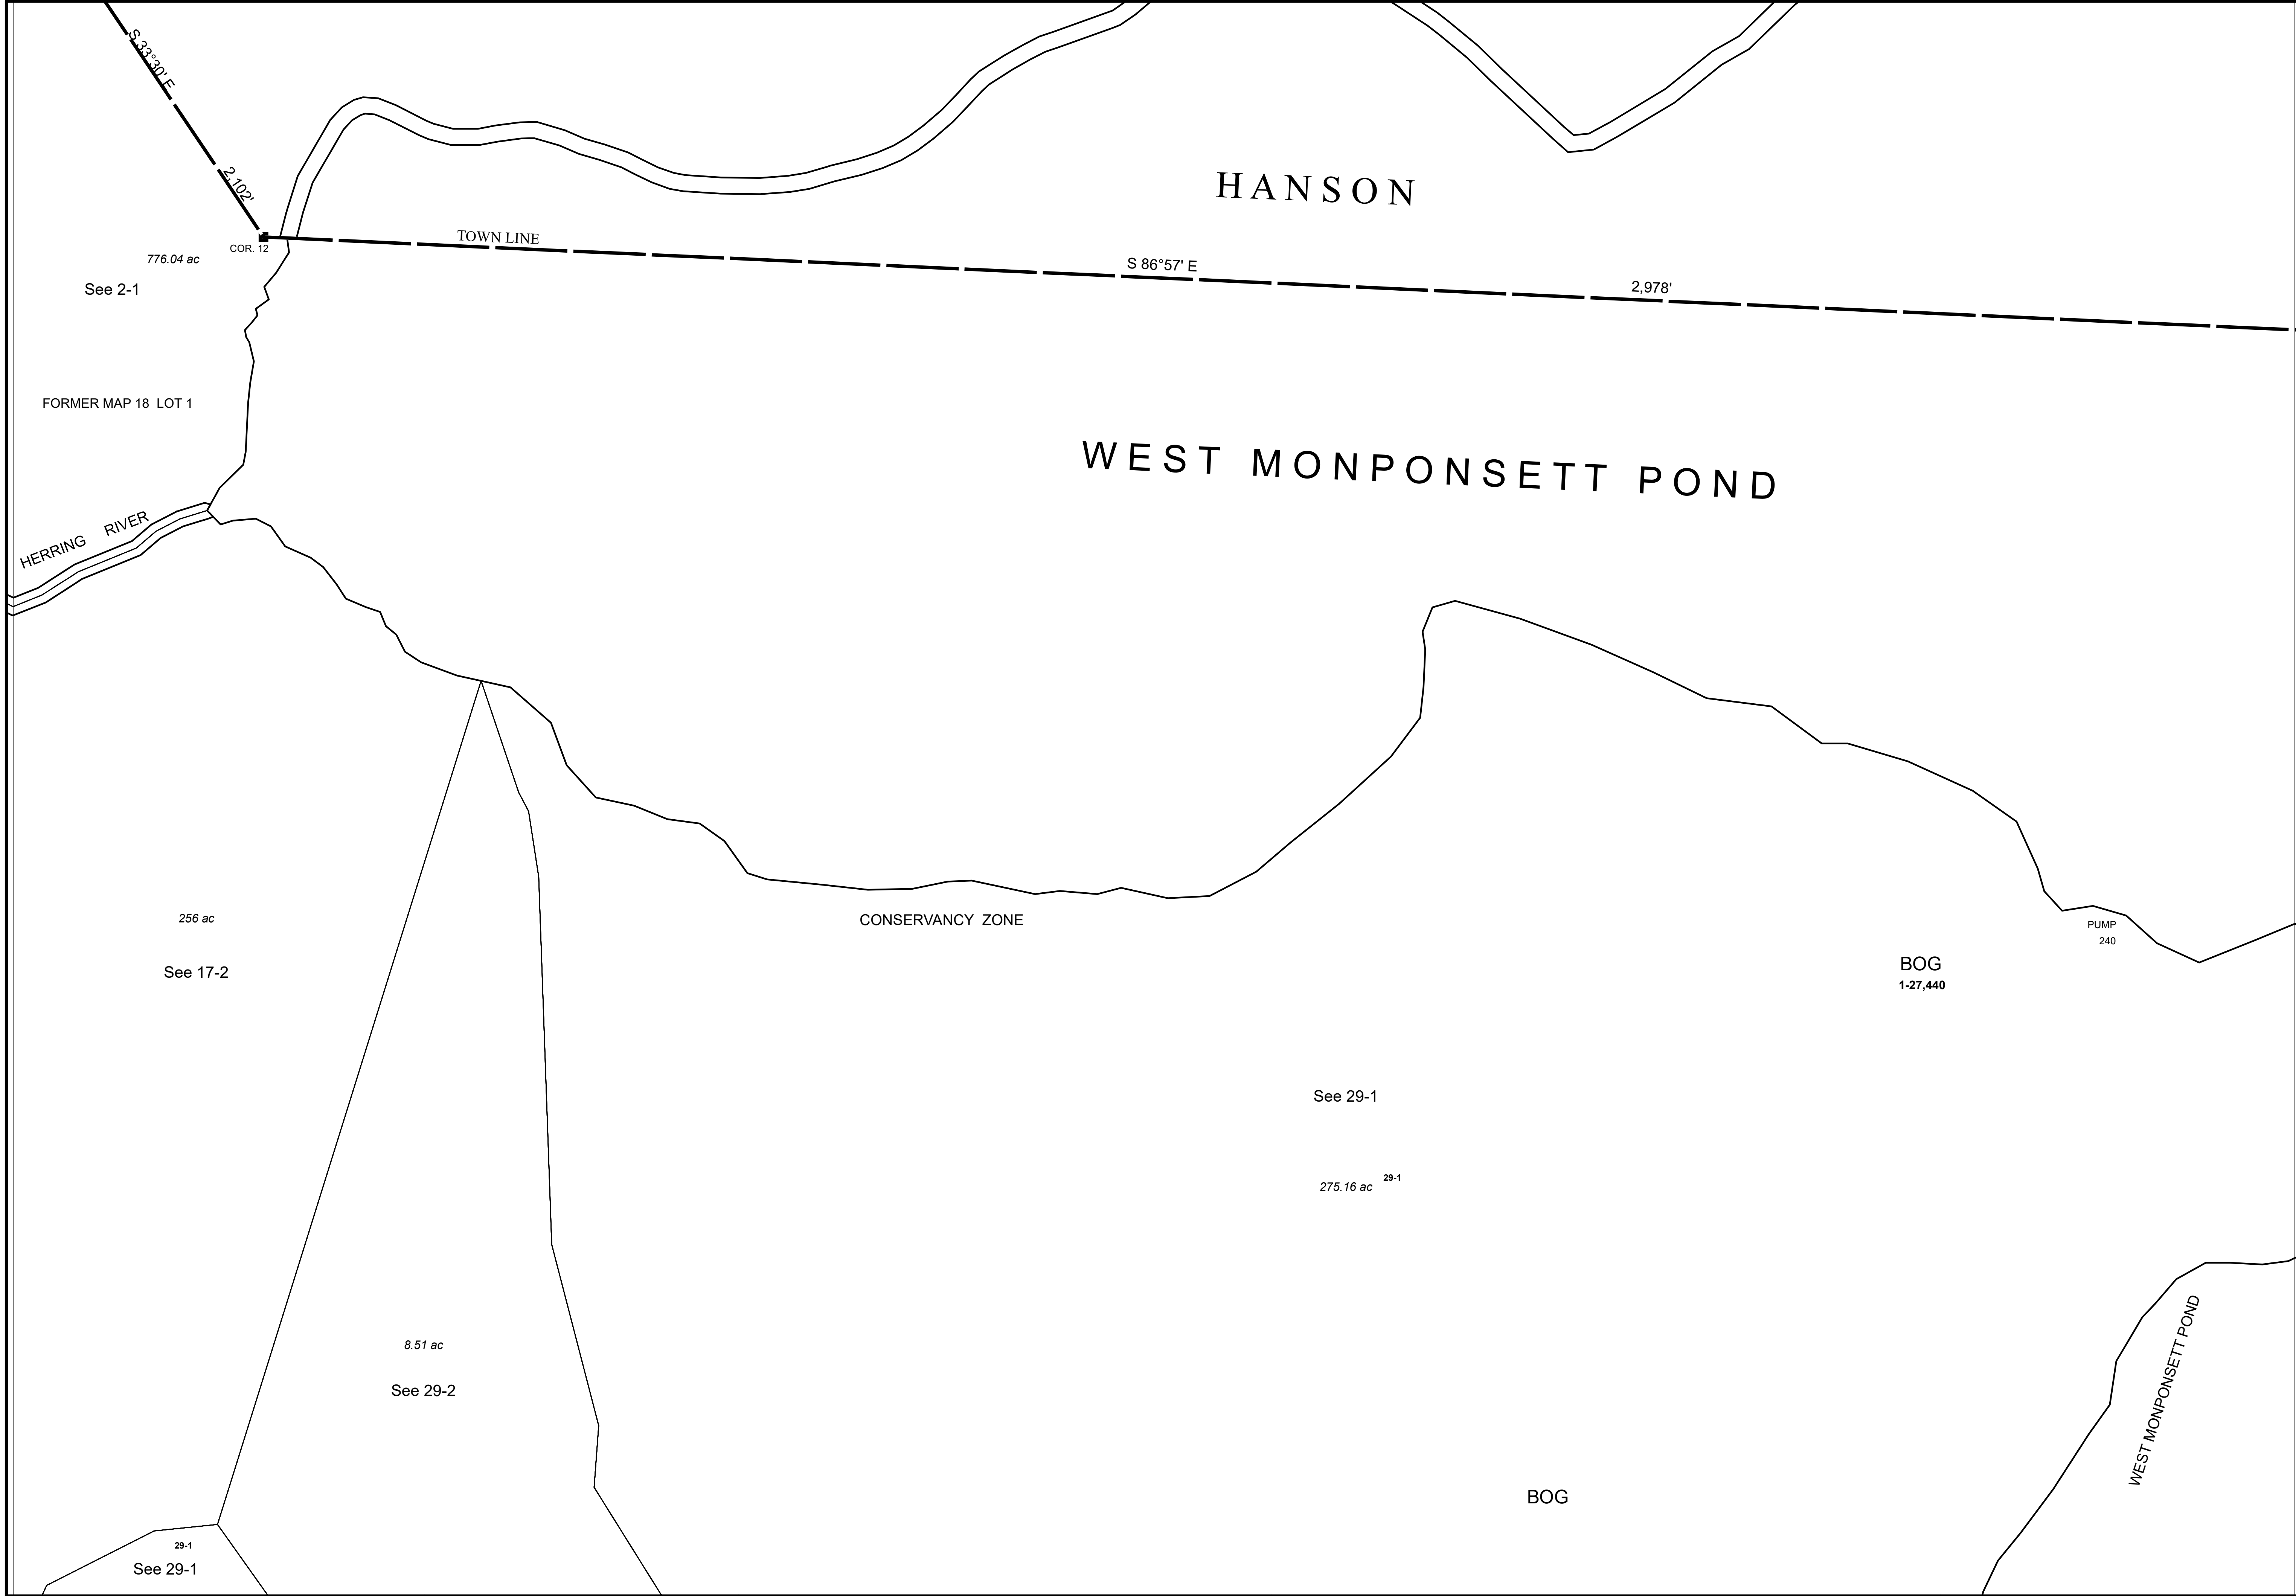 S 33°30' E
2,102'
HANSON
COR. 12
TOWN LINE
776.04 ac
See 2-1
S 86°57' E
2,978'
FORMER MAP 18  LOT 1
WEST MONPONSETT POND
HERRING RIVER
256 ac
See 17-2
CONSERVANCY ZONE
PUMP
240
BOG
1-27,440
See 29-1
29-1
275.16 ac
8.51 ac
See 29-2
WEST MONPONSETT POND
BOG
29-1
See 29-1